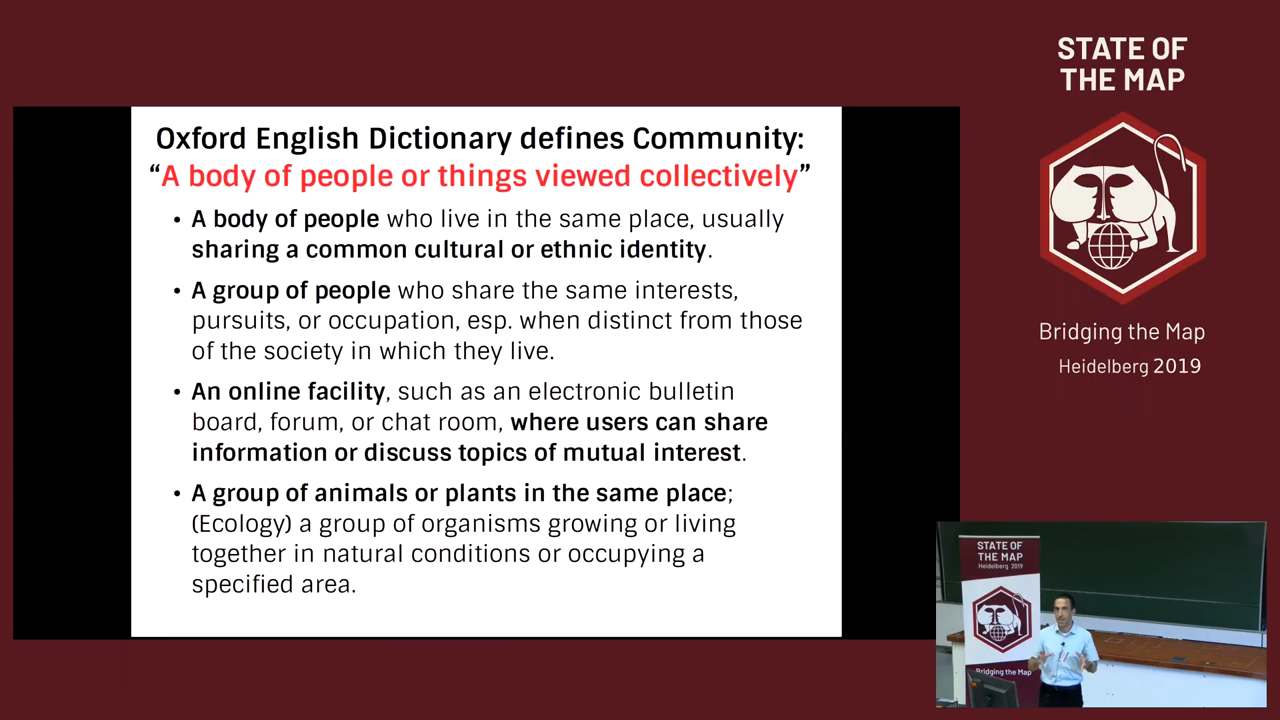 Oxford English Dictionary defines Community:
“A body of people or things viewed collectively”
• A body of people who live in the same place, usually
sharing a common cultural or ethnic identity.
• A group of people who share the same interests,
pursuits, or occupation, esp. when distinct from those
of the society in which they live.
• An online facility, such as an electronic bulletin
board, forum, or chat room, where users can share
information or discuss topics of mutual interest.
• A group of animals or plants in the same place;
(Ecology) a group of organisms growing or living
together in natural conditions or occupying a
specified area.
STATE OF
THE MAP
Bridging the Map
Heidelberg 2019
STATE OF
THE MAP
Heidelberg 2019
Bridging the Map